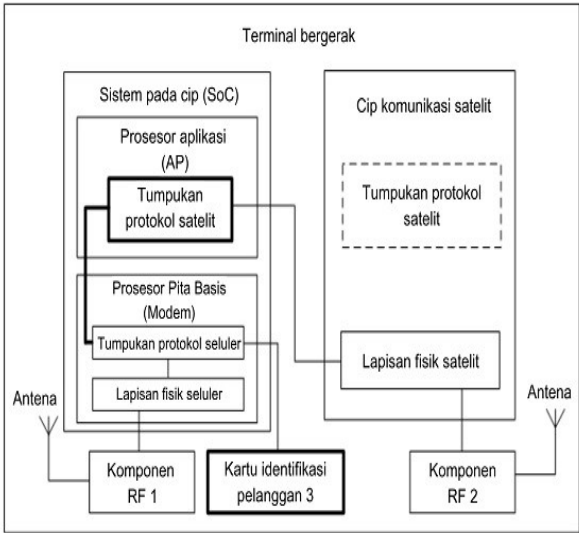 Terminal bergerak
Sistem pada cip (SoC)
Prosesor aplikasi
(AP)
Tumpukan
protokol satelit
Prosesor Pita Basis
(Modem)
Tumpukan protokol seluler
Lapisan fisik seluler
Cip komunikasi satelit
Tumpukan protokol
satelit
Lapisan fisik satelit
Antena
Komponen
RF 1
Kartu identifikasi
pelanggan 3
Komponen
RF 2
Antena